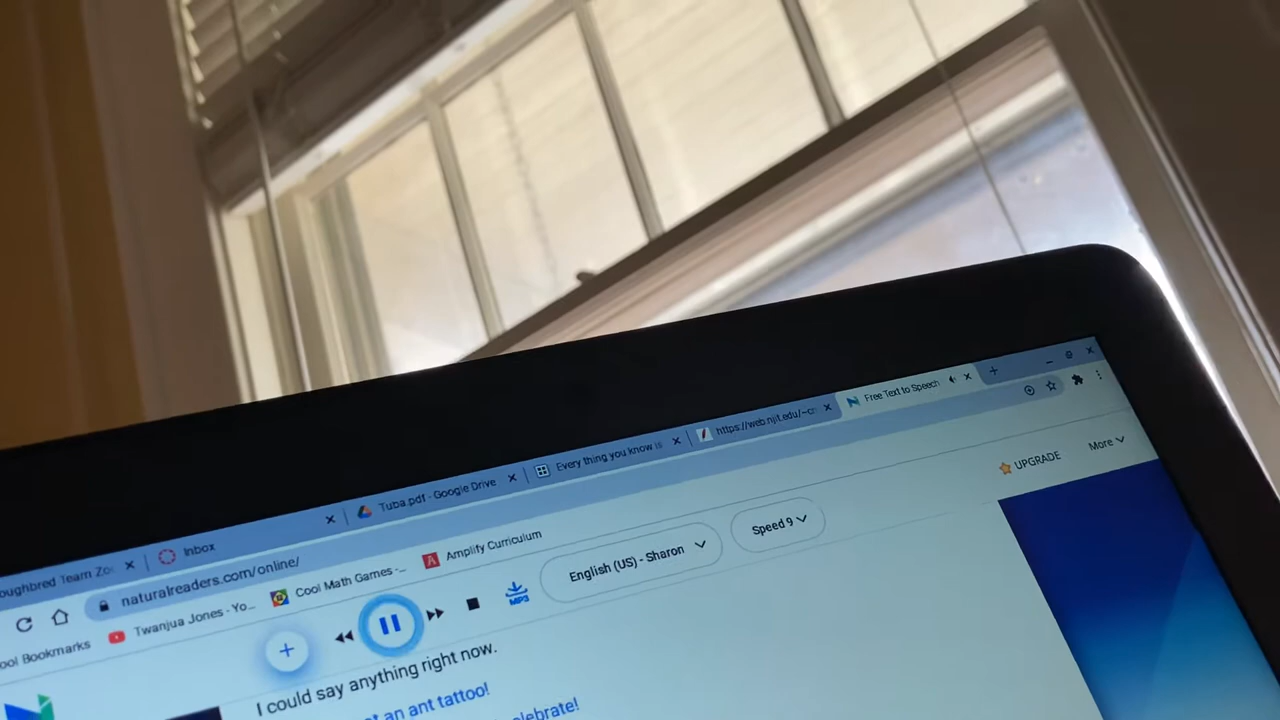 oughbred Team Zo
Inbox
Tuba.pdf - Google Drive
Every thing you know is
https://web.njit.edu/~c
Free Text to Speech
naturalreaders.com/online/
ool Bookmarks
Twanjua Jones - Yo...
Cool Math Games -...
Amplify Curriculum
UPGRADE
More
MP3
English (US) - Sharon
Speed 9
I could say anything right now.
t an ant tattoo!
elebrate!